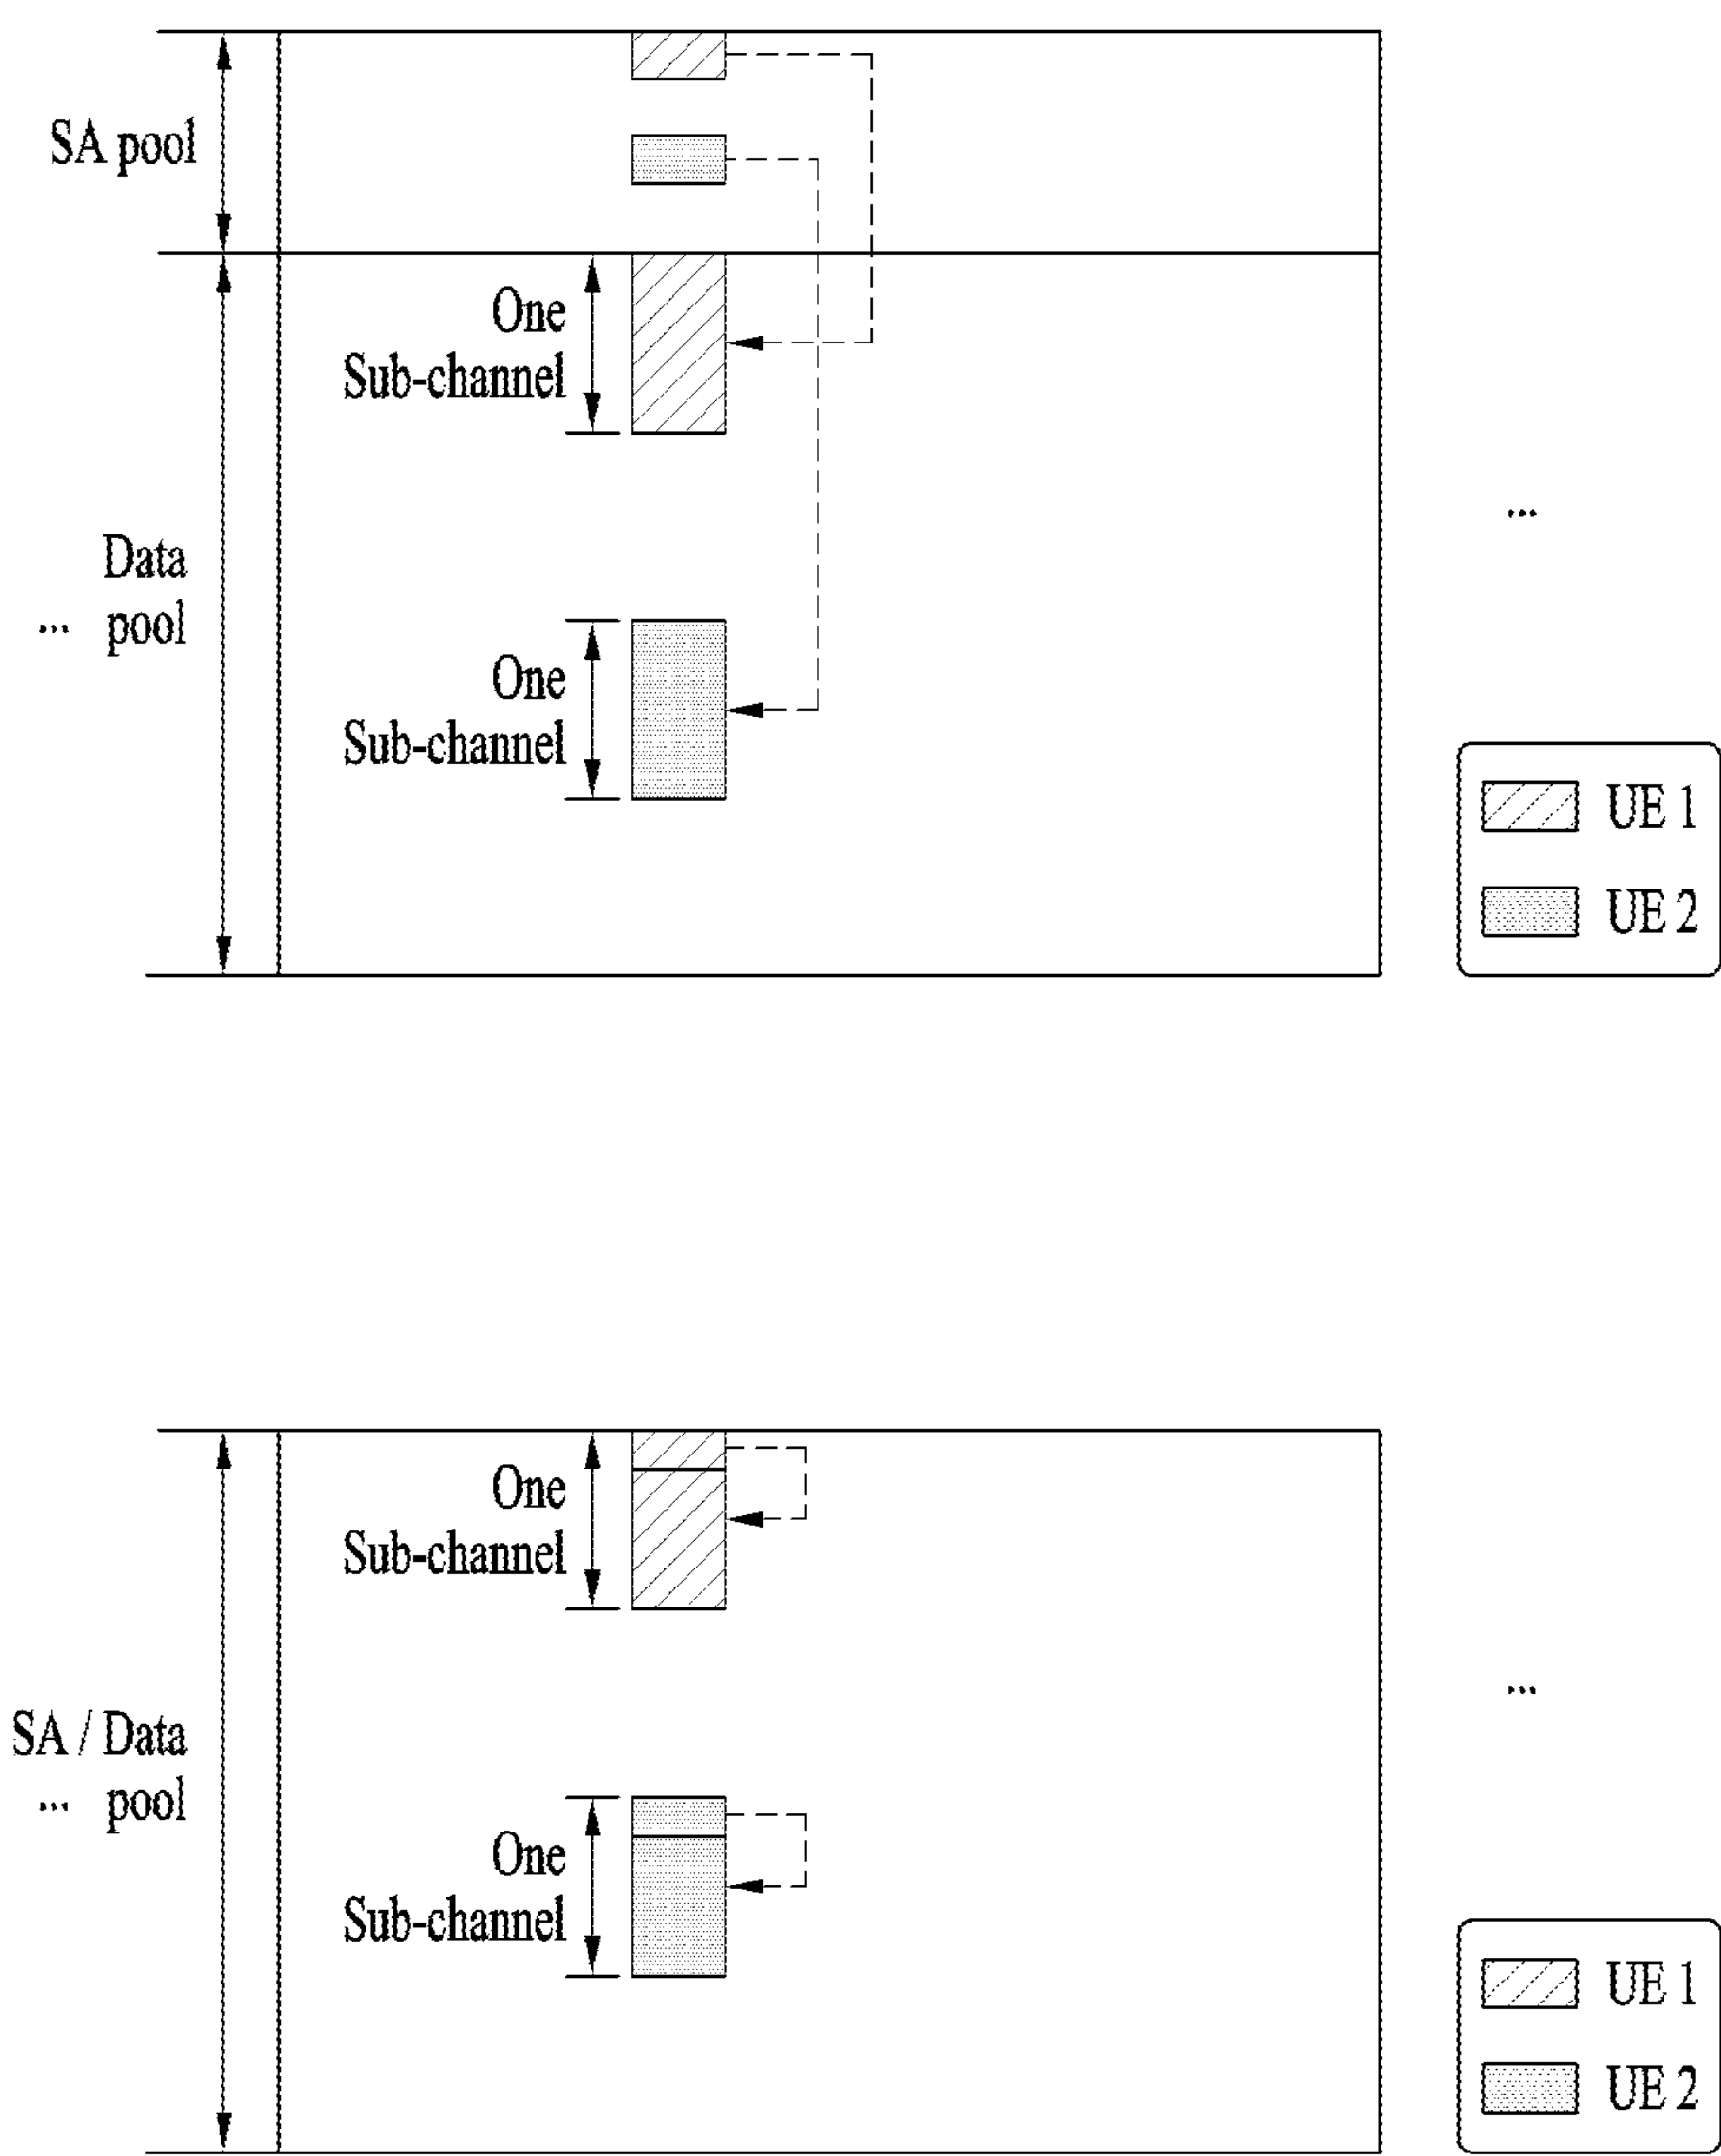 SA pool
One
Sub-channel
Data
... pool
...
One
Sub-channel
UE 1
UE 2
One
Sub-channel
SA / Data
... pool
...
One
Sub-channel
UE 1
UE 2